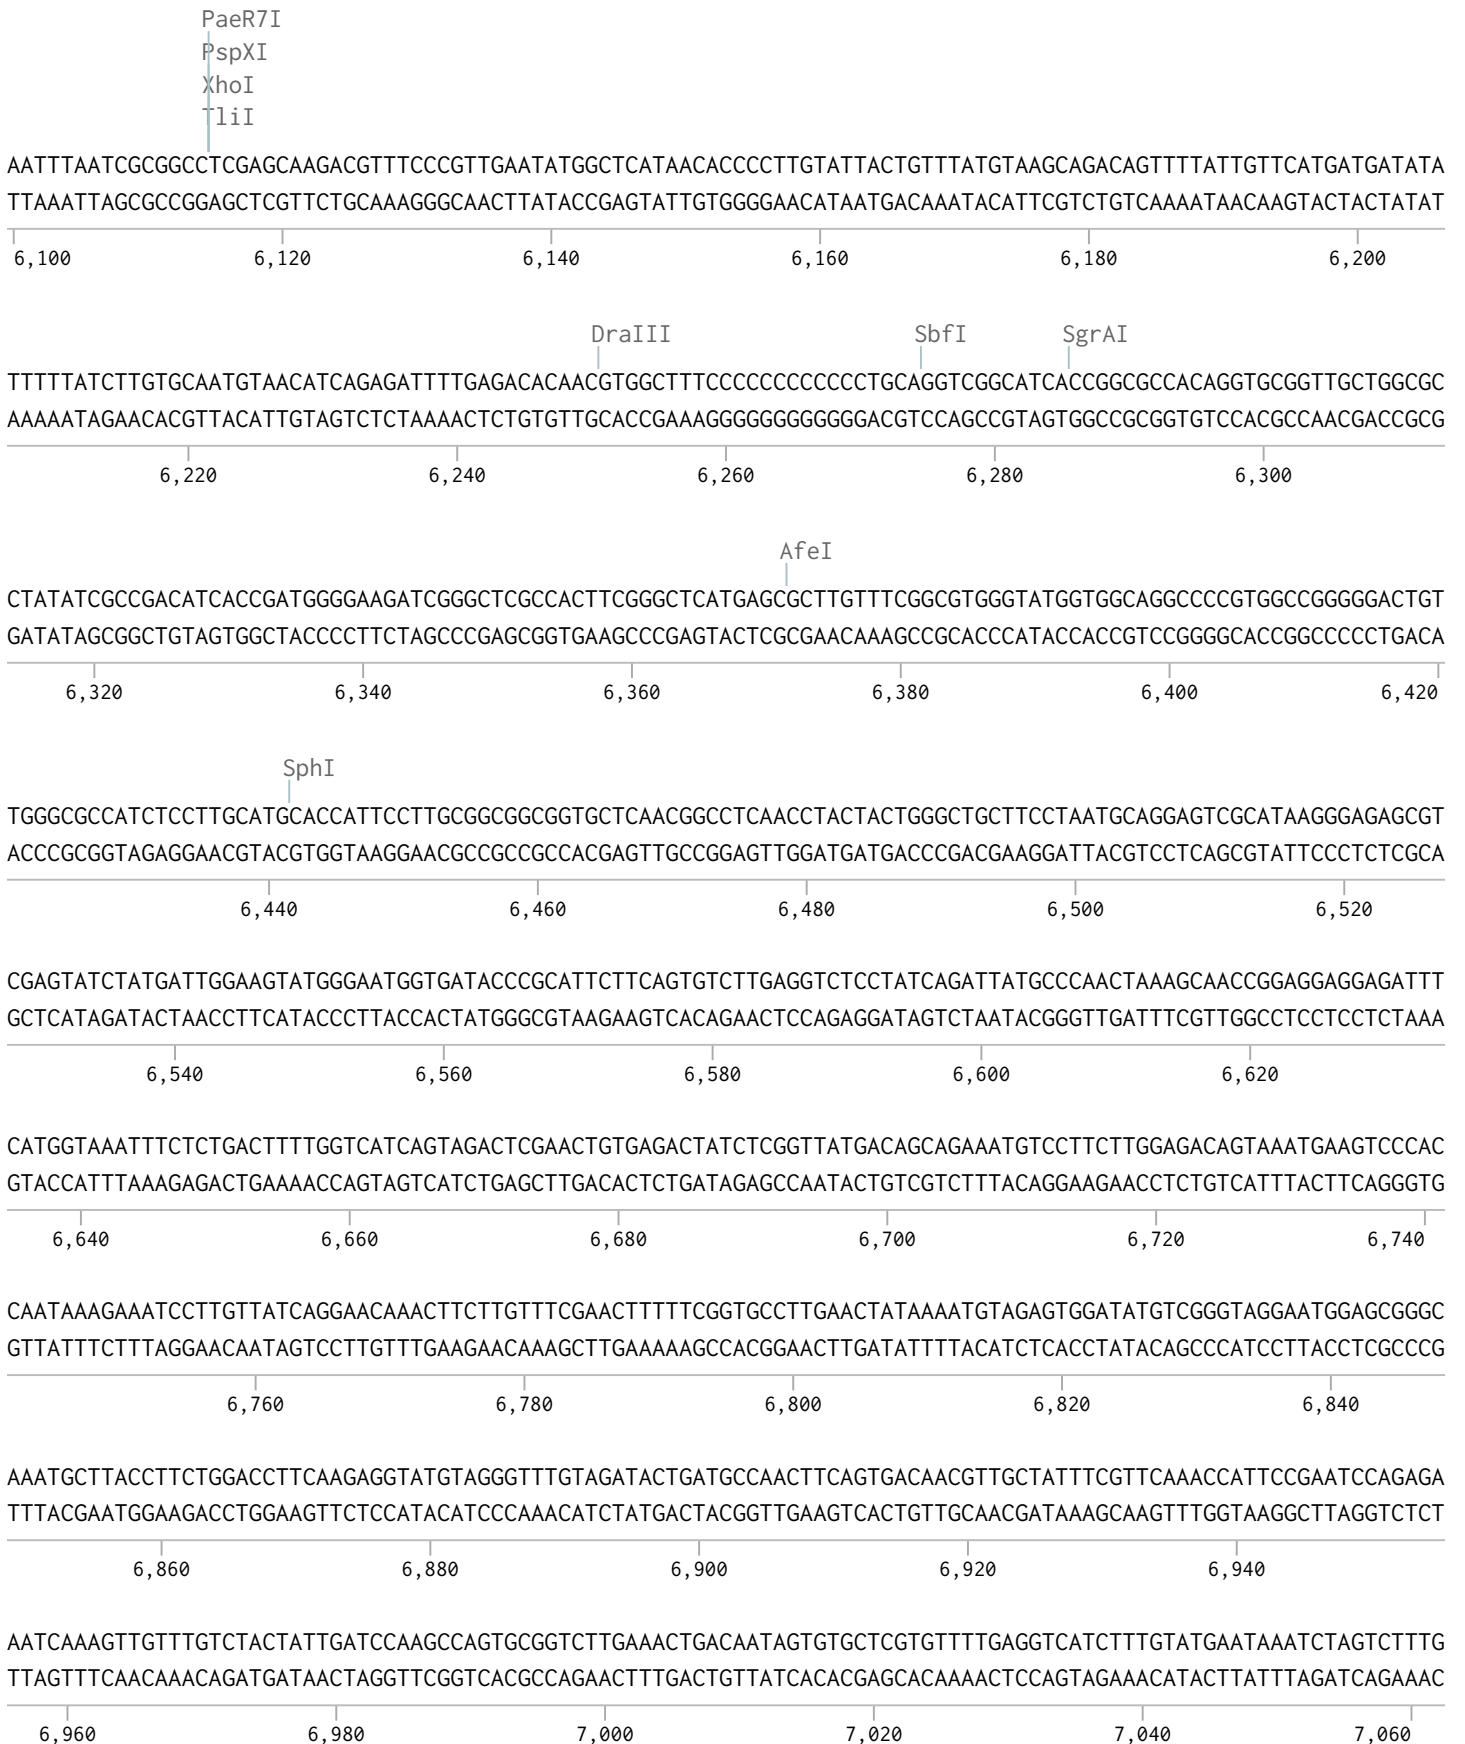 PaeR7I
PspXI
XhoI
TliI
AATTTAATCGCGGCCTCGAGCAAGACGTTTCCCGTTGAATATGGCTCATAACACCCCTTGTATTACTGTTTATGTAAGCAGACAGTTTTATTGTTCATGATGATATA
TTAAATTAGCGCCGGAGCTCGTTCTGCAAAGGGCAACTTATACCGAGTATTGTGGGGAACATAATGACAAATACATTCGTCTGTCAAAATAACAAGTACTACTATAT
6,100 6,120 6,140 6,160 6,180 6,200
DraIII SbfI SgrAI
TTTTTATCTTGTGCAATGTAACATCAGAGATTTTGAGACACAACGTGGCTTTCCCCCCCCCCCCCTGCAGGTCGGCATCACCGGCGCCACAGGTGCGGTTGCTGGCGC
AAAAATAGAACACGTTACATTGTAGTCTCTAAAACTCTGTGTTGCACCGAAAGGGGGGGGGGGGGACGTCCAGCCGTAGTGGCCGCGGTGTCCACGCCAACGACCGCG
6,220 6,240 6,260 6,280 6,300
AfeI
CTATATCGCCGACATCACCGATGGGGAAGATCGGGCTCGCCACTTCGGGCTCATGAGCGCTTGTTTCGGCGTGGGTATGGTGGCAGGCCCCGTGGCCGGGGGACTGT
GATATAGCGGCTGTAGTGGCTACCCCTTCTAGCCCGAGCGGTGAAGCCCGAGTACTCGCGAACAAAGCCGCACCCATACCACCGTCCGGGGCACCGGCCCCCTGACA
6,320 6,340 6,360 6,380 6,400 6,420
SphI
TGGGCGCCATCTCCTTGCATGCACCATTCCTTGCGGCGGCGGTGCTCAACGGCCTCAACCTACTACTGGGCTGCTTCCTAATGCAGGAGTCGCATAAGGGAGAGCGT
ACCCGCGGTAGAGGAACGTACGTGGTAAGGAACGCCGCCGCCACGAGTTGCCGGAGTTGGATGATGACCCGACGAAGGATTACGTCCTCAGCGTATTCCCTCTCGCA
6,440 6,460 6,480 6,500 6,520
CGAGTATCTATGATTGGAAGTATGGGAATGGTGATACCCGCATTCTTCAGTGTCTTGAGGTCTCCTATCAGATTATGCCCAACTAAAGCAACCGGAGGAGGAGATTT
GCTCATAGATACTAACCTTCATACCCTTACCACTATGGGCGTAAGAAGTCACAGAACTCCAGAGGATAGTCTAATACGGGTTGATTTCGTTGGCCTCCTCCTCTAAA
6,540 6,560 6,580 6,600 6,620
CATGGTAAATTTCTCTGACTTTTGGTCATCAGTAGACTCGAACTGTGAGACTATCTCGGTTATGACAGCAGAAATGTCCTTCTTGGAGACAGTAAATGAAGTCCCAC
GTACCATTTAAAGAGACTGAAAACCAGTAGTCATCTGAGCTTGACACTCTGATAGAGCCAATACTGTCGTCTTTACAGGAAGAACCTCTGTCATTTACTTCAGGGTG
6,640 6,660 6,680 6,700 6,720 6,740
CAATAAAGAAATCCTTGTTATCAGGAACAAACTTCTTGTTTCGAACTTTTTCGGTGCCTTGAACTATAAAATGTAGAGTGGATATGTCGGGTAGGAATGGAGCGGGC
GTTATTTCTTTAGGAACAATAGTCCTTGTTTGAAGAACAAAGCTTGAAAAAGCCACGGAACTTGATATTTTACATCTCACCTATACAGCCCATCCTTACCTCGCCCG
6,760 6,780 6,800 6,820 6,840
AAATGCTTACCTTCTGGACCTTCAAGAGGTATGTAGGGTTTGTAGATACTGATGCCAACTTCAGTGACAACGTTGCTATTTCGTTCAAACCATTCCGAATCCAGAGA
TTTACGAATGGAAGACCTGGAAGTTCTCCATACATCCCAAACATCTATGACTACGGTTGAAGTCACTGTTGCAACGATAAAGCAAGTTTGGTAAGGCTTAGGTCTCT
6,860 6,880 6,900 6,920 6,940
AATCAAAGTTGTTTGTCTACTATTGATCCAAGCCAGTGCGGTCTTGAAACTGACAATAGTGTGCTCGTGTTTTGAGGTCATCTTTGTATGAATAAATCTAGTCTTTG
TTAGTTTCAACAAACAGATGATAACTAGGTTCGGTCACGCCAGAACTTTGACTGTTATCACACGAGCACAAAACTCCAGTAGAAACATACTTATTTAGATCAGAAAC
6,960 6,980 7,000 7,020 7,040 7,060